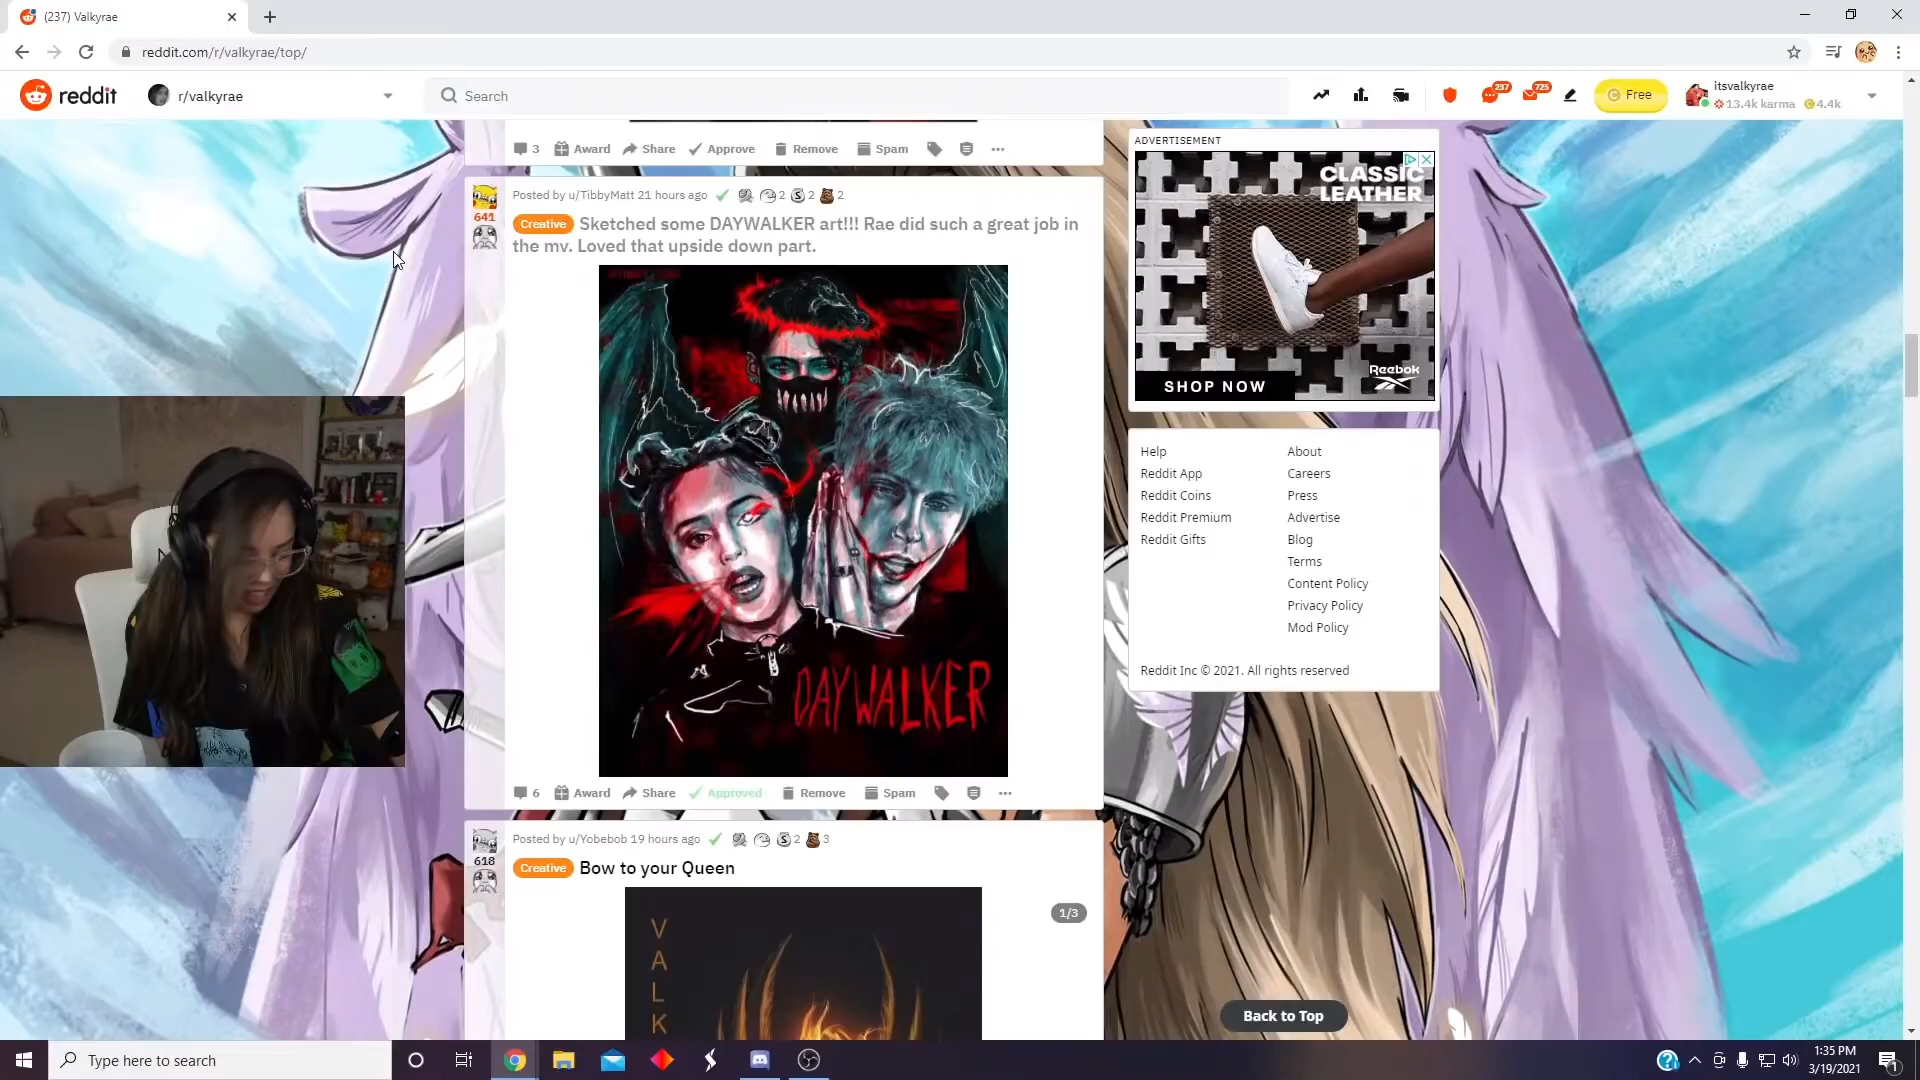 (237) Valkyrae
reddit.com/r/valkyrae/top/
reddit
r/valkyrae
Search
237
725
Free
itsvalkyrae
13.4k karma
4.4k
3
Award
Share
Approve
Remove
Spam
641
Posted by u/TibbyMatt 21 hours ago
2
2
2
Creative
Sketched some DAYWALKER art!!! Rae did such a great job in
the mv. Loved that upside down part.
DAYWALKER
6
Award
Share
Approved
Remove
Spam
618
Posted by u/Yobebob 19 hours ago
2
3
Creative
Bow to your Queen
1/3
V
A
L
K
ADVERTISEMENT
CLASSIC
LEATHER
SHOP NOW
Reebok
Help
About
Reddit App
Careers
Reddit Coins
Press
Reddit Premium
Advertise
Reddit Gifts
Blog
Terms
Content Policy
Privacy Policy
Mod Policy
Reddit Inc © 2021. All rights reserved
Back to Top
Type here to search
1:35 PM
3/19/2021
1